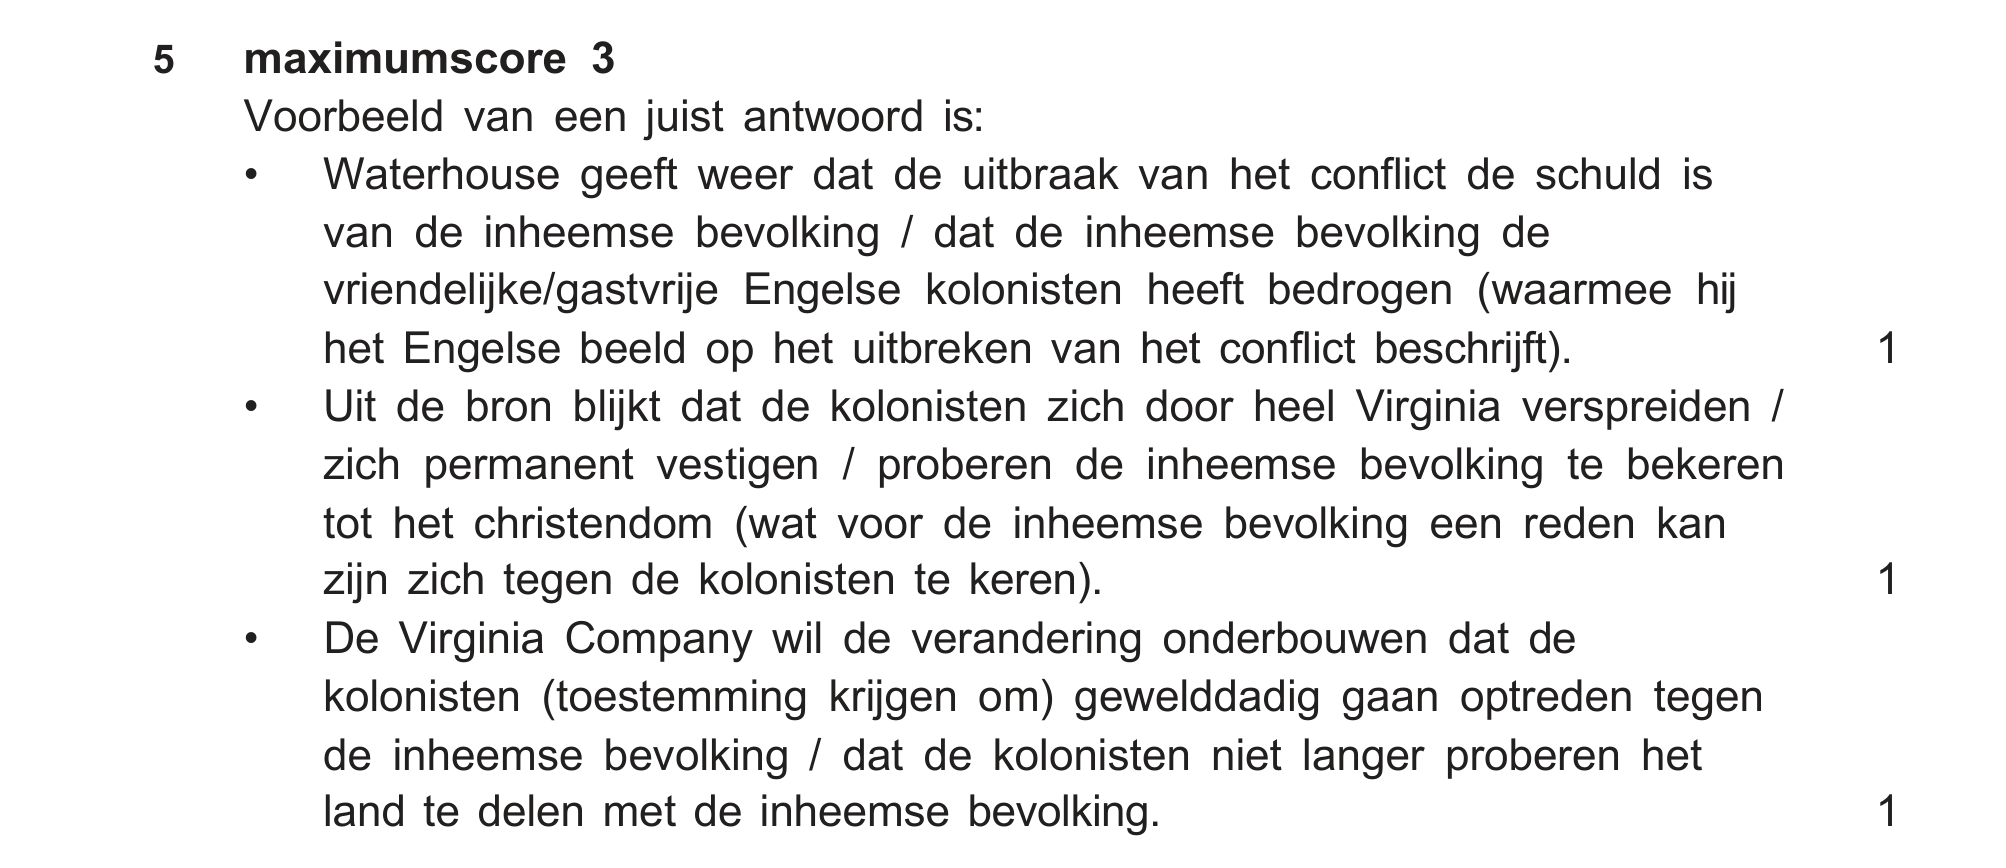 5 maximumscore 3
Voorbeeld van een juist antwoord is:
• Waterhouse geeft weer dat de uitbraak van het conflict de schuld is
van de inheemse bevolking / dat de inheemse bevolking de
vriendelijke/gastvrije Engelse kolonisten heeft bedrogen (waarmee hij
het Engelse beeld op het uitbreken van het conflict beschrijft). 1
• Uit de bron blijkt dat de kolonisten zich door heel Virginia verspreiden /
zich permanent vestigen / proberen de inheemse bevolking te bekeren
tot het christendom (wat voor de inheemse bevolking een reden kan
zijn zich tegen de kolonisten te keren). 1
• De Virginia Company wil de verandering onderbouwen dat de
kolonisten (toestemming krijgen om) gewelddadig gaan optreden tegen
de inheemse bevolking / dat de kolonisten niet langer proberen het
land te delen met de inheemse bevolking. 1